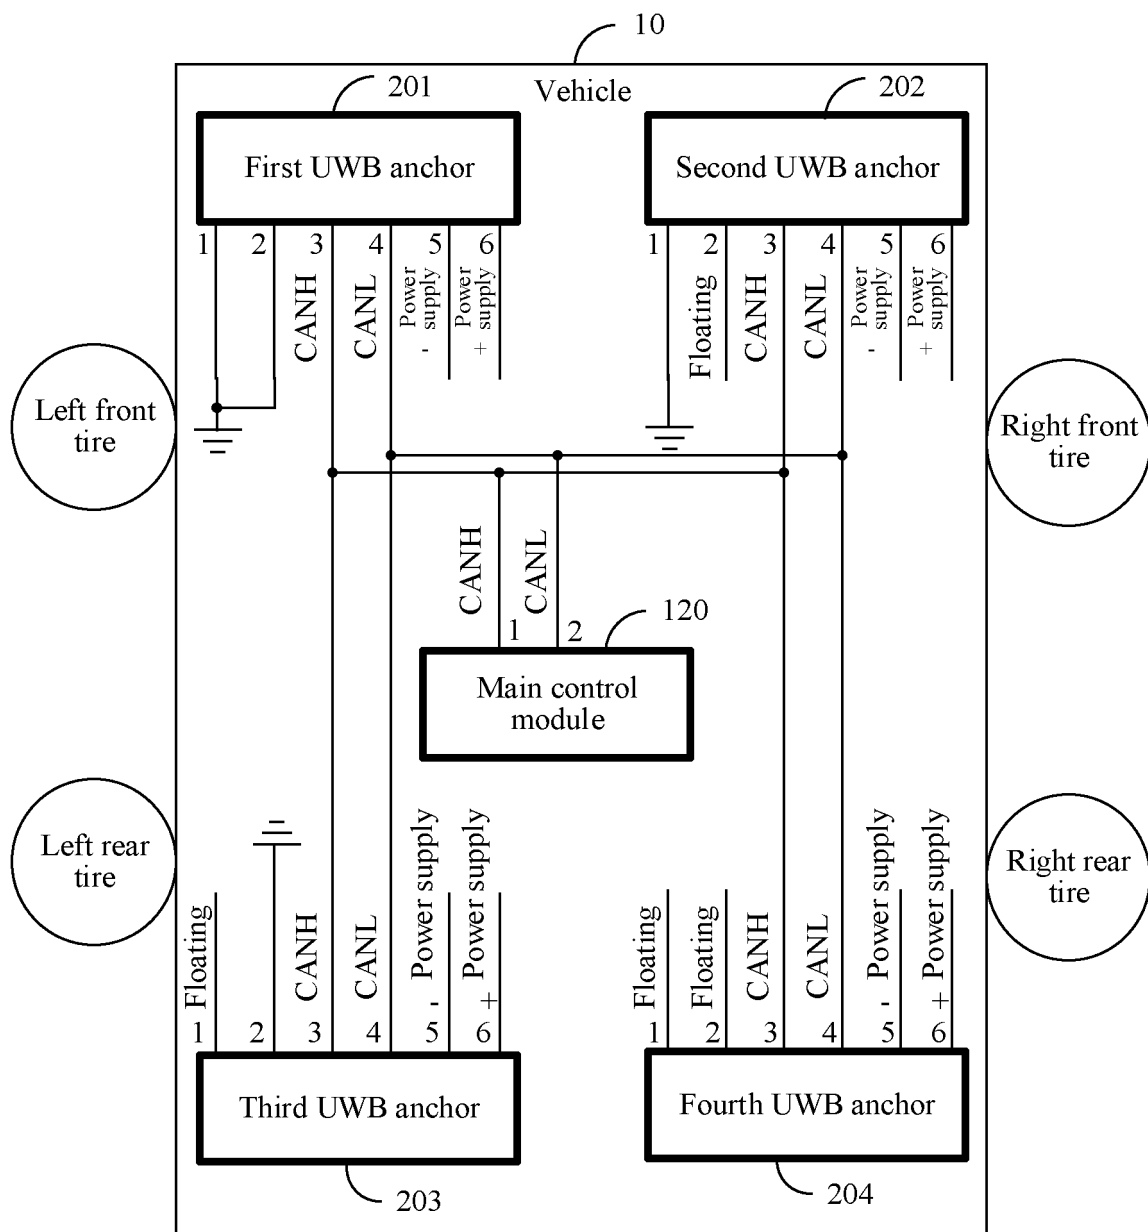 10
Vehicle
201
202
First UWB anchor
Second UWB anchor
1
2
3
4
5
6
1
2
3
4
5
6
CANH
CANL
Power
supply
-
Power
supply
+
Floating
CANH
CANL
Power
supply
-
Power
supply
+
Left front
tire
Right front
tire
CANH
CANL
1
2
120
Main control
module
Left rear
tire
Right rear
tire
Floating
CANH
CANL
- Power supply
+ Power supply
Floating
Floating
CANH
CANL
- Power supply
+ Power supply
1
2
3
4
5
6
1
2
3
4
5
6
Third UWB anchor
Fourth UWB anchor
203
204